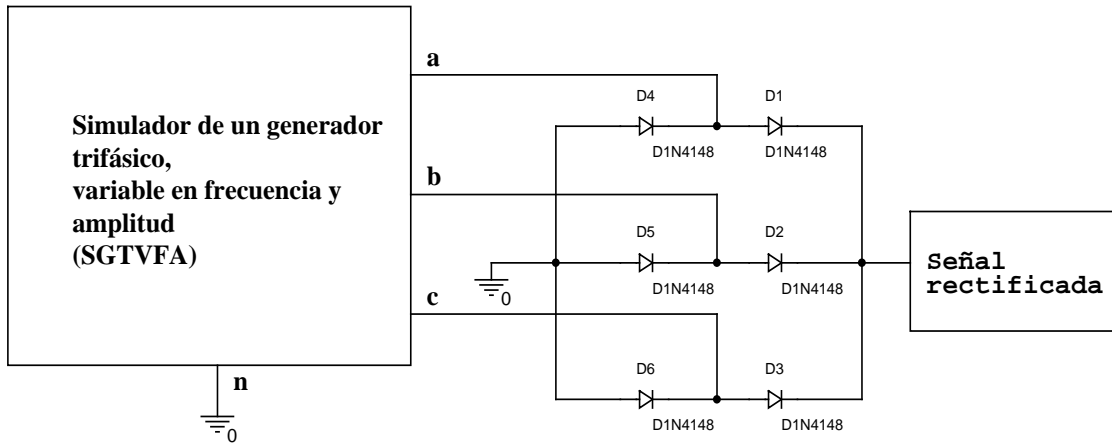 a
Simulador de un generador
trifásico,
variable en frecuencia y
amplitud
(SGTVFA)
b
c
n
0
D4
D1N4148
D1
D1N4148
D5
D1N4148
D2
D1N4148
0
D6
D1N4148
D3
D1N4148
Señal
rectificada